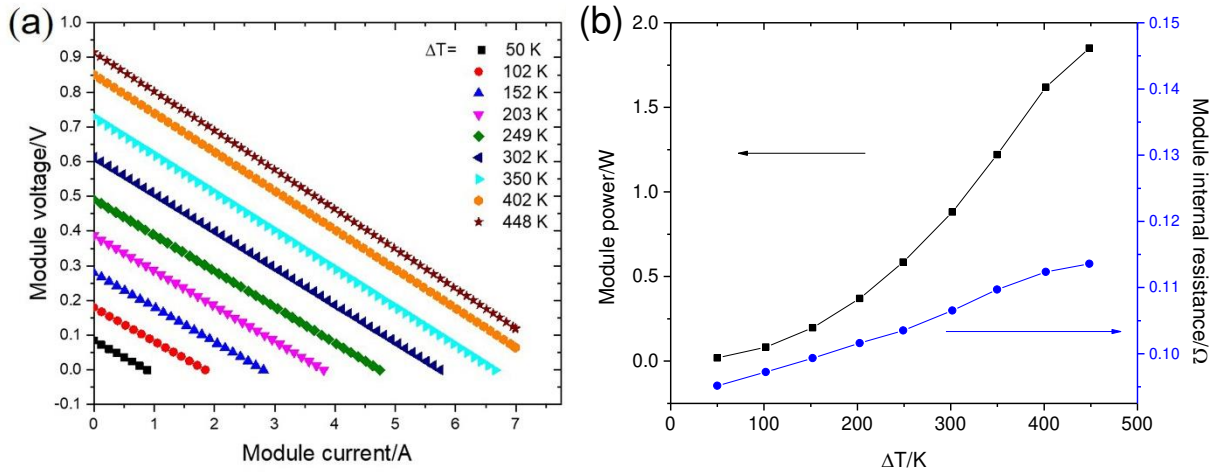 (a)
Module voltage/V
1.0
0.9
0.8
0.7
0.6
0.5
0.4
0.3
0.2
0.1
0.0
-0.1
ΔT=
50 K
102 K
152 K
203 K
249 K
302 K
350 K
402 K
448 K
0 1 2 3 4 5 6 7
Module current/A
(b)
Module power/W
2.0
1.5
1.0
0.5
0.0
0.15
0.14
0.13
0.12
0.11
0.10
Module internal
resistance/Ω
0 100 200 300 400 500
ΔT/K